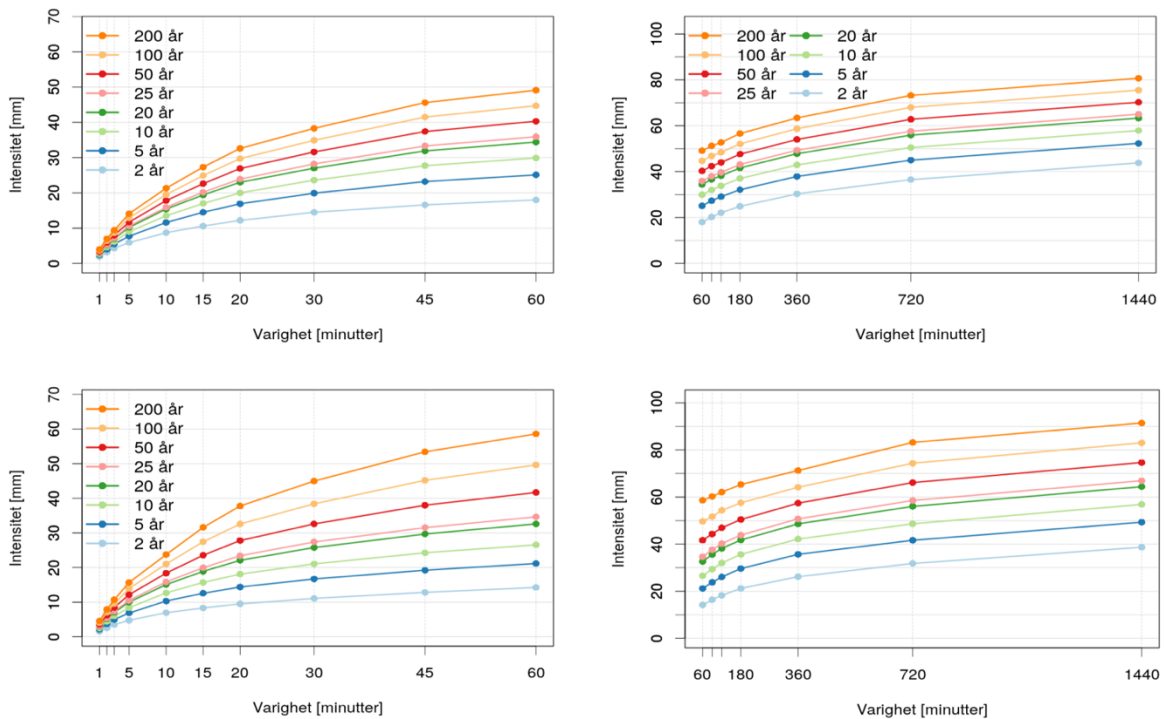 70
60
50
40
30
20
10
0
Intensitet [mm]
200 år
100 år
50 år
25 år
20 år
10 år
5 år
2 år
1 5 10 15 20 30 45 60
Varighet [minutter]
100
80
60
40
20
0
Intensitet [mm]
200 år 20 år
100 år 10 år
50 år 5 år
25 år 2 år
60 180 360 720 1440
Varighet [minutter]
70
60
50
40
30
20
10
0
Intensitet [mm]
200 år
100 år
50 år
25 år
20 år
10 år
5 år
2 år
1 5 10 15 20 30 45 60
Varighet [minutter]
100
80
60
40
20
0
Intensitet [mm]
60 180 360 720 1440
Varighet [minutter]